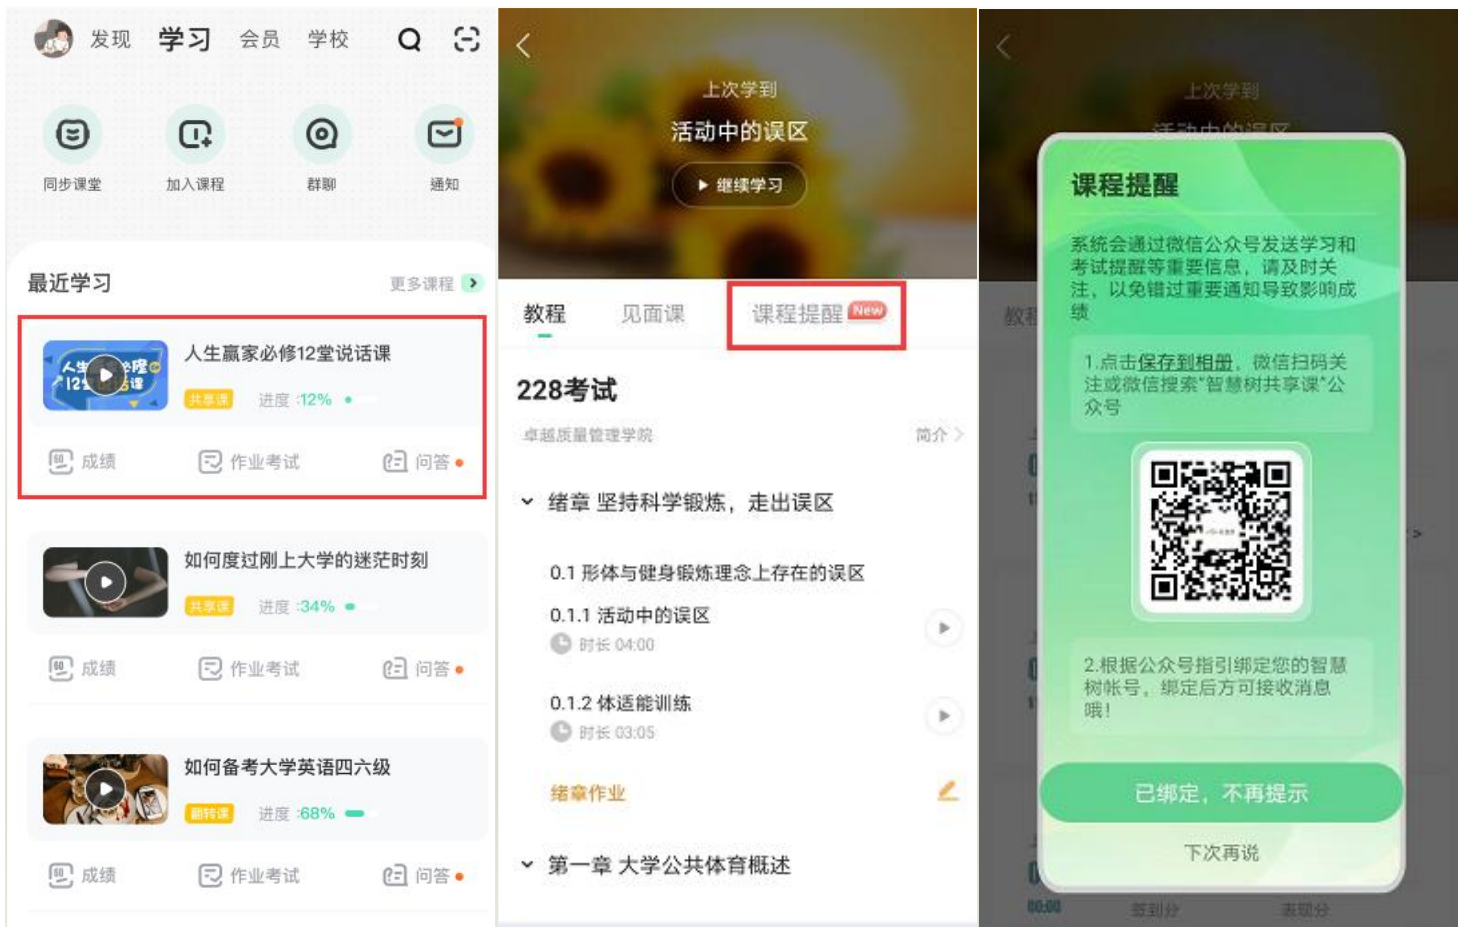 发现 学习 会员 学校
同步课堂 加入课程 群聊 通知
最近学习 更多课程
人生赢家必修12堂说话课
共享课 进度 :12%
成绩 作业考试 问答
如何度过刚上大学的迷茫时刻
共享课 进度 :34%
成绩 作业考试 问答
如何备考大学英语四六级
翻转课 进度 :68%
成绩 作业考试 问答
上次学到
活动中的误区
继续学习
教程 见面课 课程提醒 New
228考试
卓越质量管理学院 简介
绪章 坚持科学锻炼，走出误区
0.1 形体与健身锻炼理念上存在的误区
0.1.1 活动中的误区
时长 04:00
0.1.2 体适能训练
时长 03:05
绪章作业
第一章 大学公共体育概述
上次学到
活动中的误区
课程提醒
系统会通过微信公众号发送学习和
考试提醒等重要信息，请及时关
注，以免错过重要通知导致影响成
绩
1.点击保存到相册，微信扫码关
注或微信搜索“智慧树共享课”公
众号
2.根据公众号指引绑定您的智慧
树帐号，绑定后方可接收消息
哦！
已绑定，不再提示
下次再说
00:00 签到分 表现分